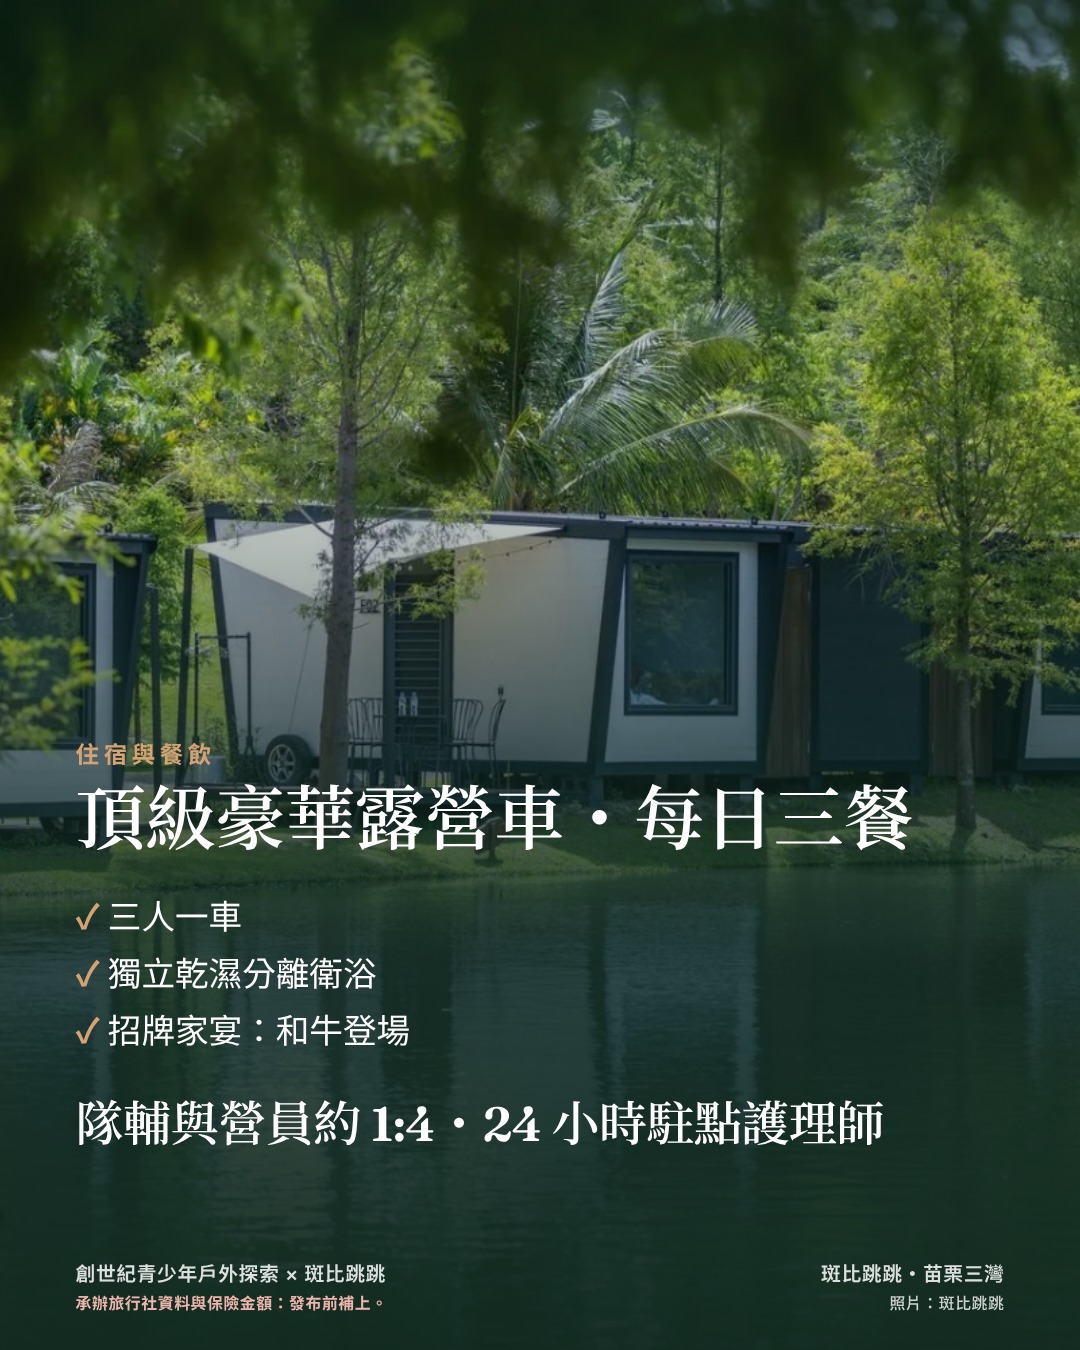 F02
住宿與餐飲
頂級豪華露營車・每日三餐
✓ 三人一車
✓ 獨立乾濕分離衛浴
✓ 招牌家宴：和牛登場
隊輔與營員約 1:4・24 小時駐點護理師
創世紀青少年戶外探索 × 斑比跳跳
承辦旅行社資料與保險金額：發布前補上。
斑比跳跳・苗栗三灣
照片：斑比跳跳